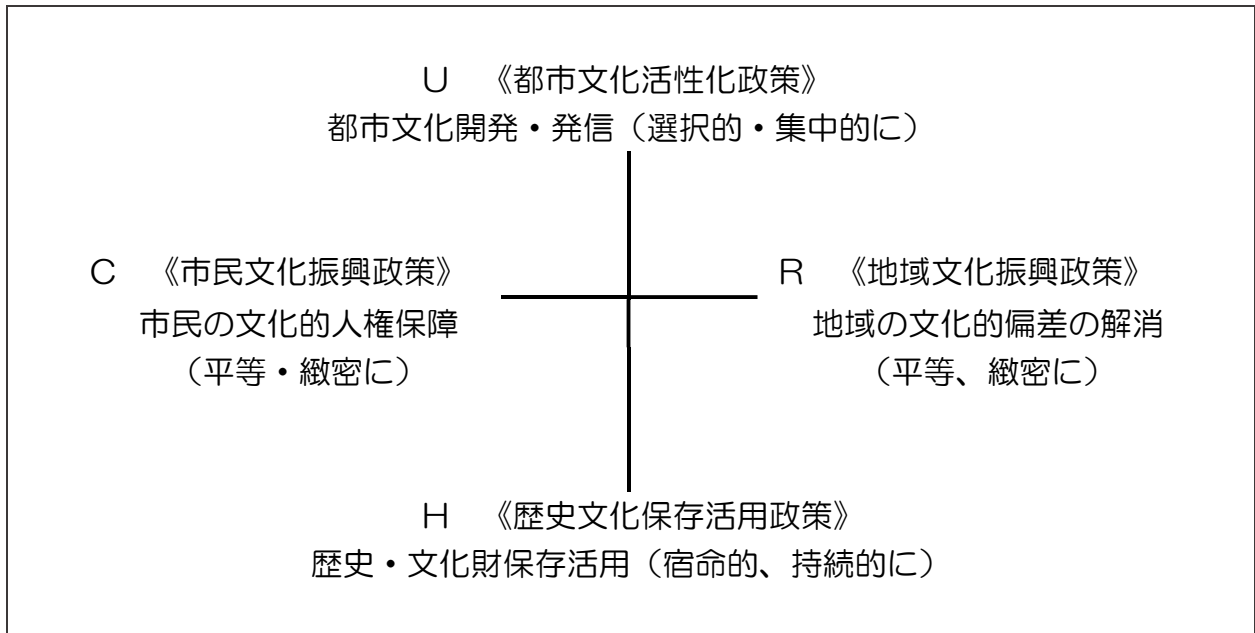 U 《都市文化活性化政策》
都市文化開発・発信（選択的・集中的に）
C 《市民文化振興政策》
市民の文化的人権保障
（平等・緻密に）
R 《地域文化振興政策》
地域の文化的偏差の解消
（平等、緻密に）
H 《歴史文化保存活用政策》
歴史・文化財保存活用（宿命的、持続的に）